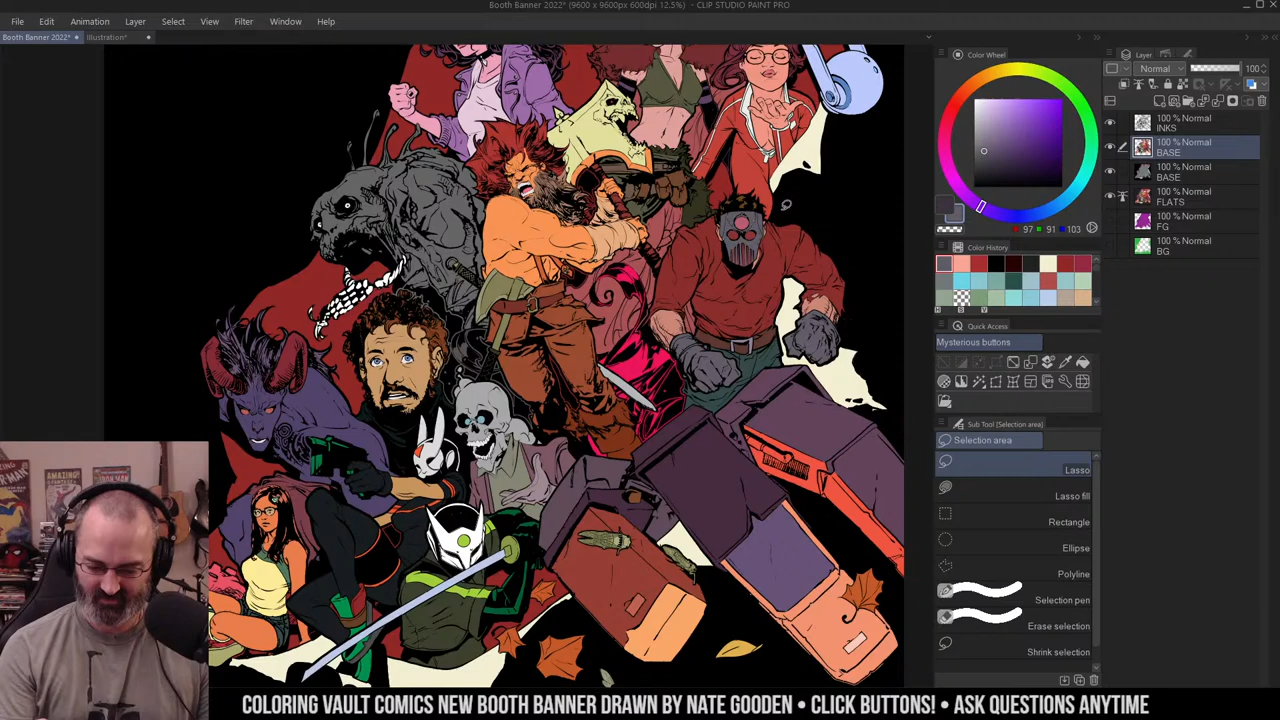 Booth Banner 2022* (9600 x 9600px 600dpi 12.5%) - CLIP STUDIO PAINT PRO
File Edit Animation Layer Select View Filter Window Help
Booth Banner 2022* Illustration*
Color Wheel
97 91 103
Color History
Quick Access
Mysterious buttons
Sub Tool [Selection area]
Selection area
Lasso
Lasso fill
Rectangle
Ellipse
Polyline
Selection pen
Erase selection
Shrink selection
Layer
Normal 100
100 % Normal
INKS
100 % Normal
BASE
100 % Normal
BASE
100 % Normal
FLATS
100 % Normal
FG
100 % Normal
BG
COLORING VAULT COMICS NEW BOOTH BANNER DRAWN BY NATE GOODEN • CLICK BUTTONS! • ASK QUESTIONS ANYTIME